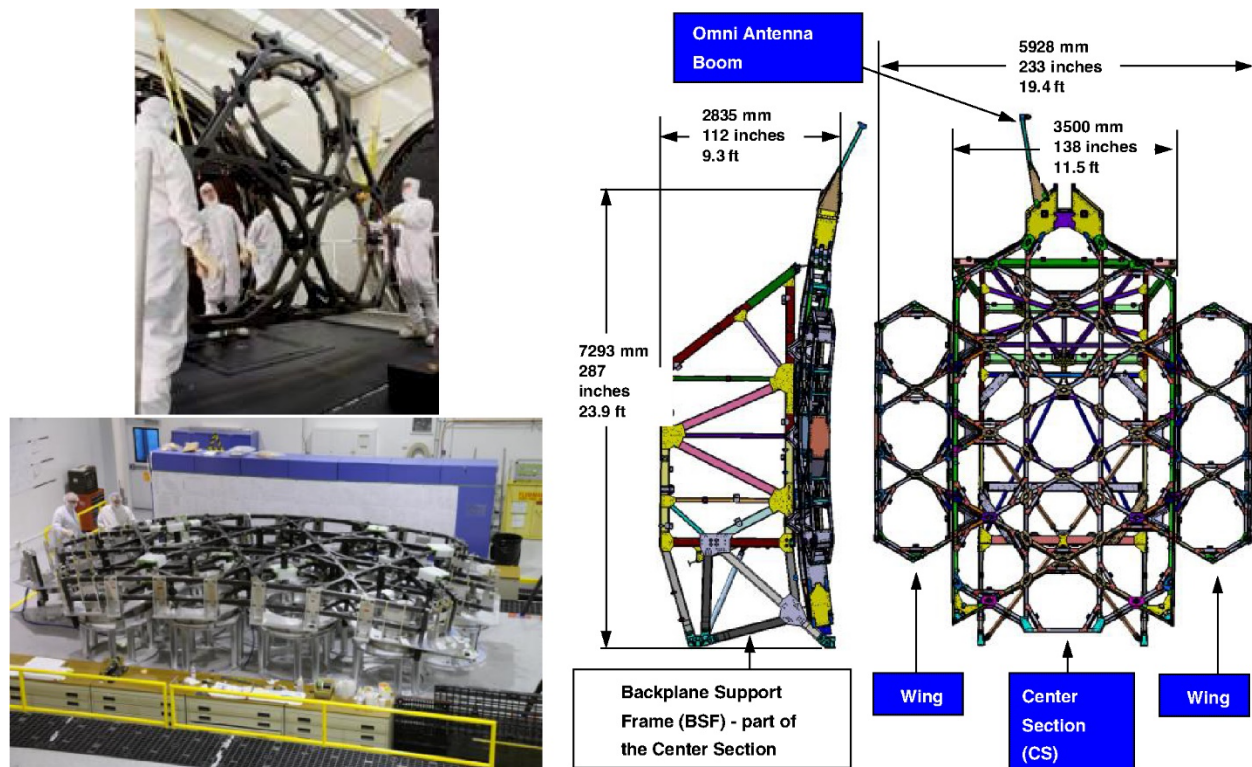 Omni Antenna
Boom
5928 mm
233 inches
19.4 ft
2835 mm
112 inches
9.3 ft
3500 mm
138 inches
11.5 ft
7293 mm
287
inches
23.9 ft
Backplane Support
Frame (BSF) - part of
the Center Section
Wing
Center
Section
(CS)
Wing